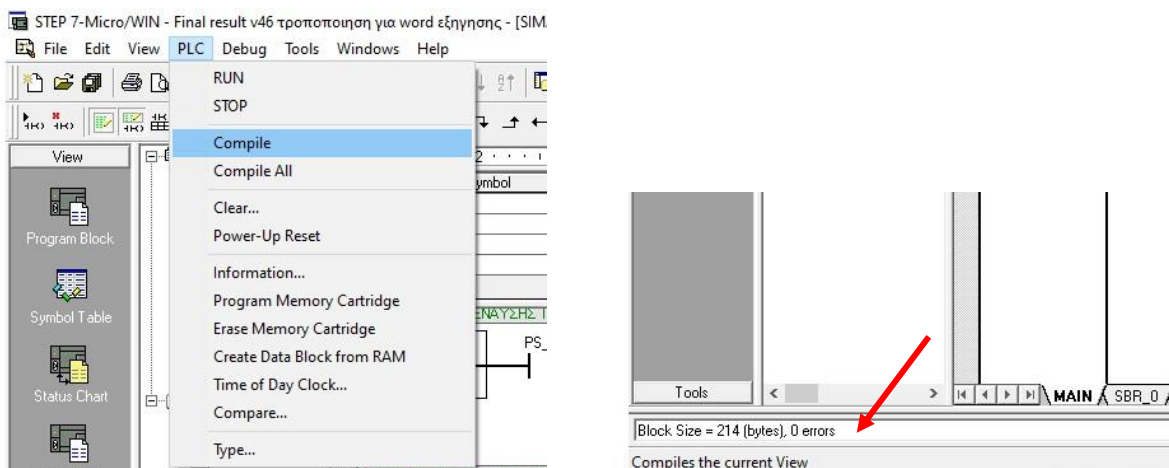 STEP 7-Micro/WIN - Final result v46 τροποποιηση για word εξηγησης - [SIM
File Edit View PLC Debug Tools Windows Help
RUN
STOP
View
Compile
Compile All
ymbol
Clear...
Program Block
Power-Up Reset
Information...
Program Memory Cartridge
Symbol Table
ΕΝΑΥΣΗΣ
Erase Memory Cartridge
PS_
Create Data Block from RAM
Time of Day Clock...
Status Chart
Compare...
Type...
Tools
MAIN SBR_0
Block Size = 214 (bytes), 0 errors
Compiles the current View